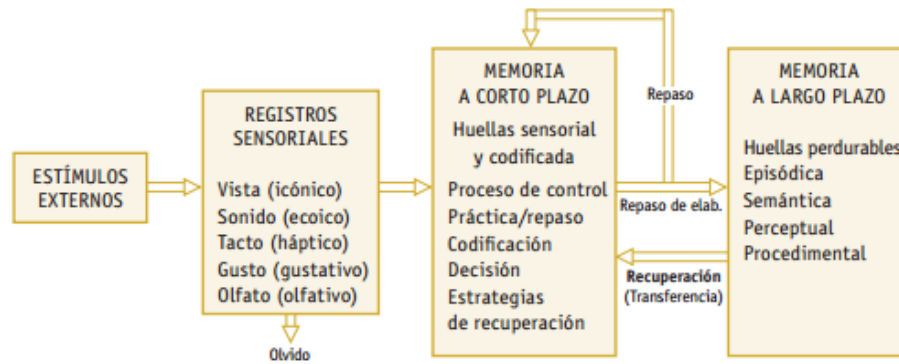 ESTÍMULOS
EXTERNOS
REGISTROS
SENSORIALES
Vista (icónico)
Sonido (ecoico)
Tacto (háptico)
Gusto (gustativo)
Olfato (olfativo)
Olvido
MEMORIA
A CORTO PLAZO
Huellas sensorial
y codificada
Proceso de control
Práctica/repaso
Codificación
Decisión
Estrategias
de recuperación
Repaso
Repaso de elab.
Recuperación
(Transferencia)
MEMORIA
A LARGO PLAZO
Huellas perdurables
Episódica
Semántica
Perceptual
Procedimental